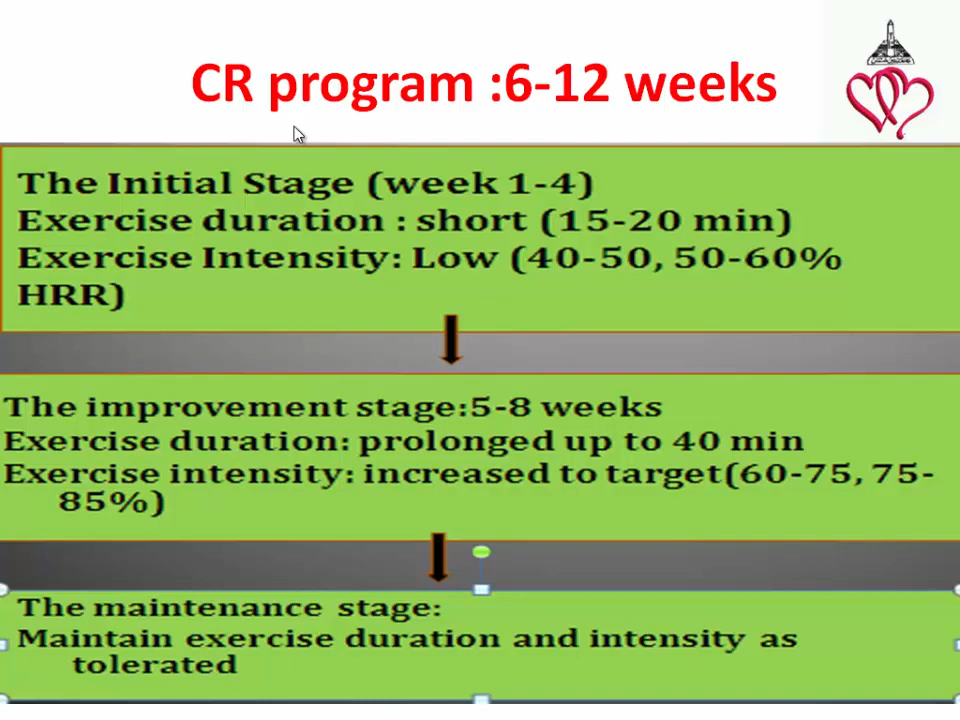 CR program :6-12 weeks
The Initial Stage (week 1-4)
Exercise duration : short (15-20 min)
Exercise Intensity: Low (40-50, 50-60%
HRR)
The improvement stage:5-8 weeks
Exercise duration: prolonged up to 40 min
Exercise intensity: increased to target(60-75, 75-
85%)
The maintenance stage:
Maintain exercise duration and intensity as
tolerated